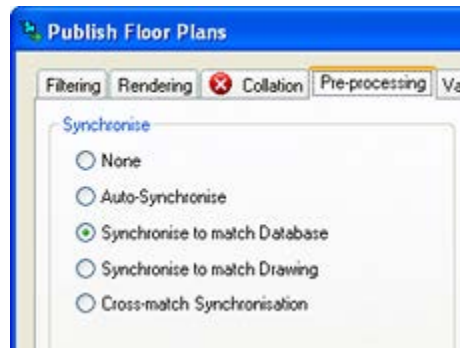 Publish Floor Plans
Filtering Rendering Collation Pre-processing
Synchronise
None
Auto-Synchronise
Synchronise to match Database
Synchronise to match Drawing
Cross-match Synchronisation